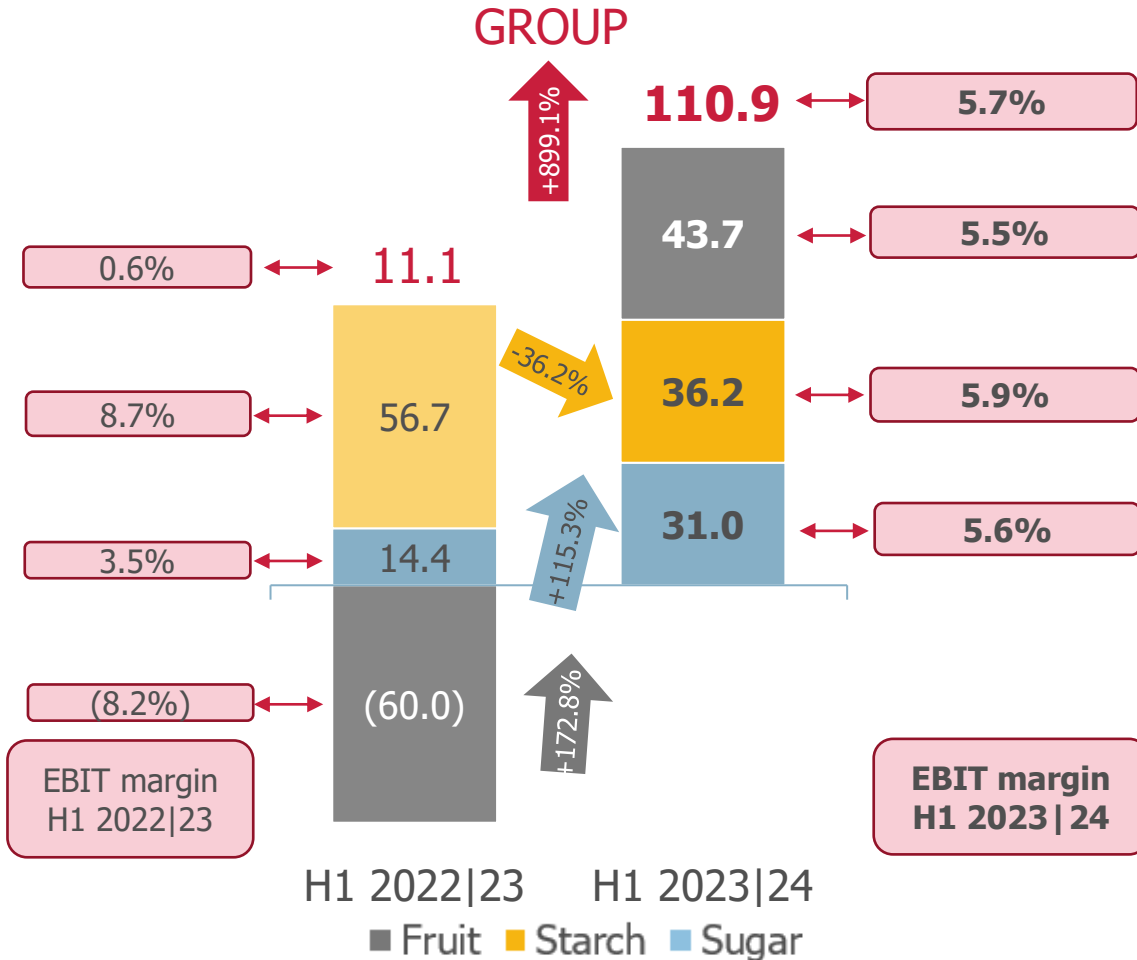 GROUP
+899.1%
110.9
5.7%
43.7
5.5%
0.6%
11.1
-36.2%
36.2
5.9%
8.7%
56.7
+115.3%
31.0
5.6%
3.5%
14.4
(8.2%)
(60.0)
+172.8%
EBIT margin
H1 2022|23
EBIT margin
H1 2023|24
H1 2022|23
H1 2023|24
Fruit
Starch
Sugar